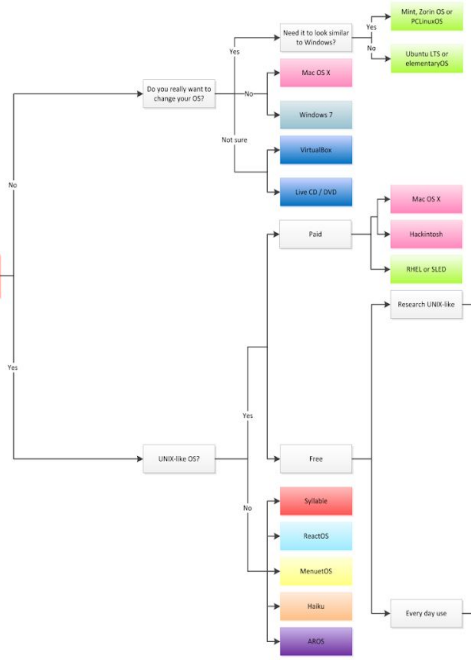 Mint, Zorin OS or
PCLinuxOS
Need it to look similar
to Windows?
Yes
No
Ubuntu LTS or
elementaryOS
Yes
Do you really want to
change your OS?
No
Mac OS X
Windows 7
Not sure
VirtualBox
Live CD / DVD
No
Paid
Mac OS X
Hackintosh
RHEL or SLED
Research UNIX-like
Yes
Yes
UNIX-like OS?
Free
No
Syllable
ReactOS
MenuetOS
Haiku
AROS
Every day use